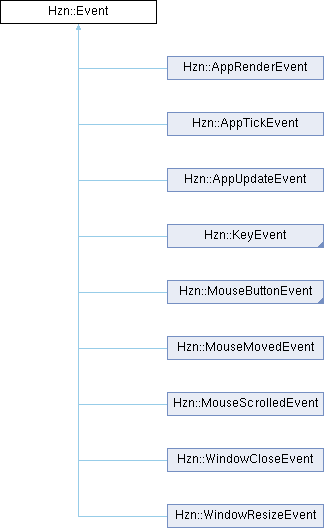 Hzn::Event
Hzn::AppRenderEvent
Hzn::AppTickEvent
Hzn::AppUpdateEvent
Hzn::KeyEvent
Hzn::MouseButtonEvent
Hzn::MouseMovedEvent
Hzn::MouseScrolledEvent
Hzn::WindowCloseEvent
Hzn::WindowResizeEvent